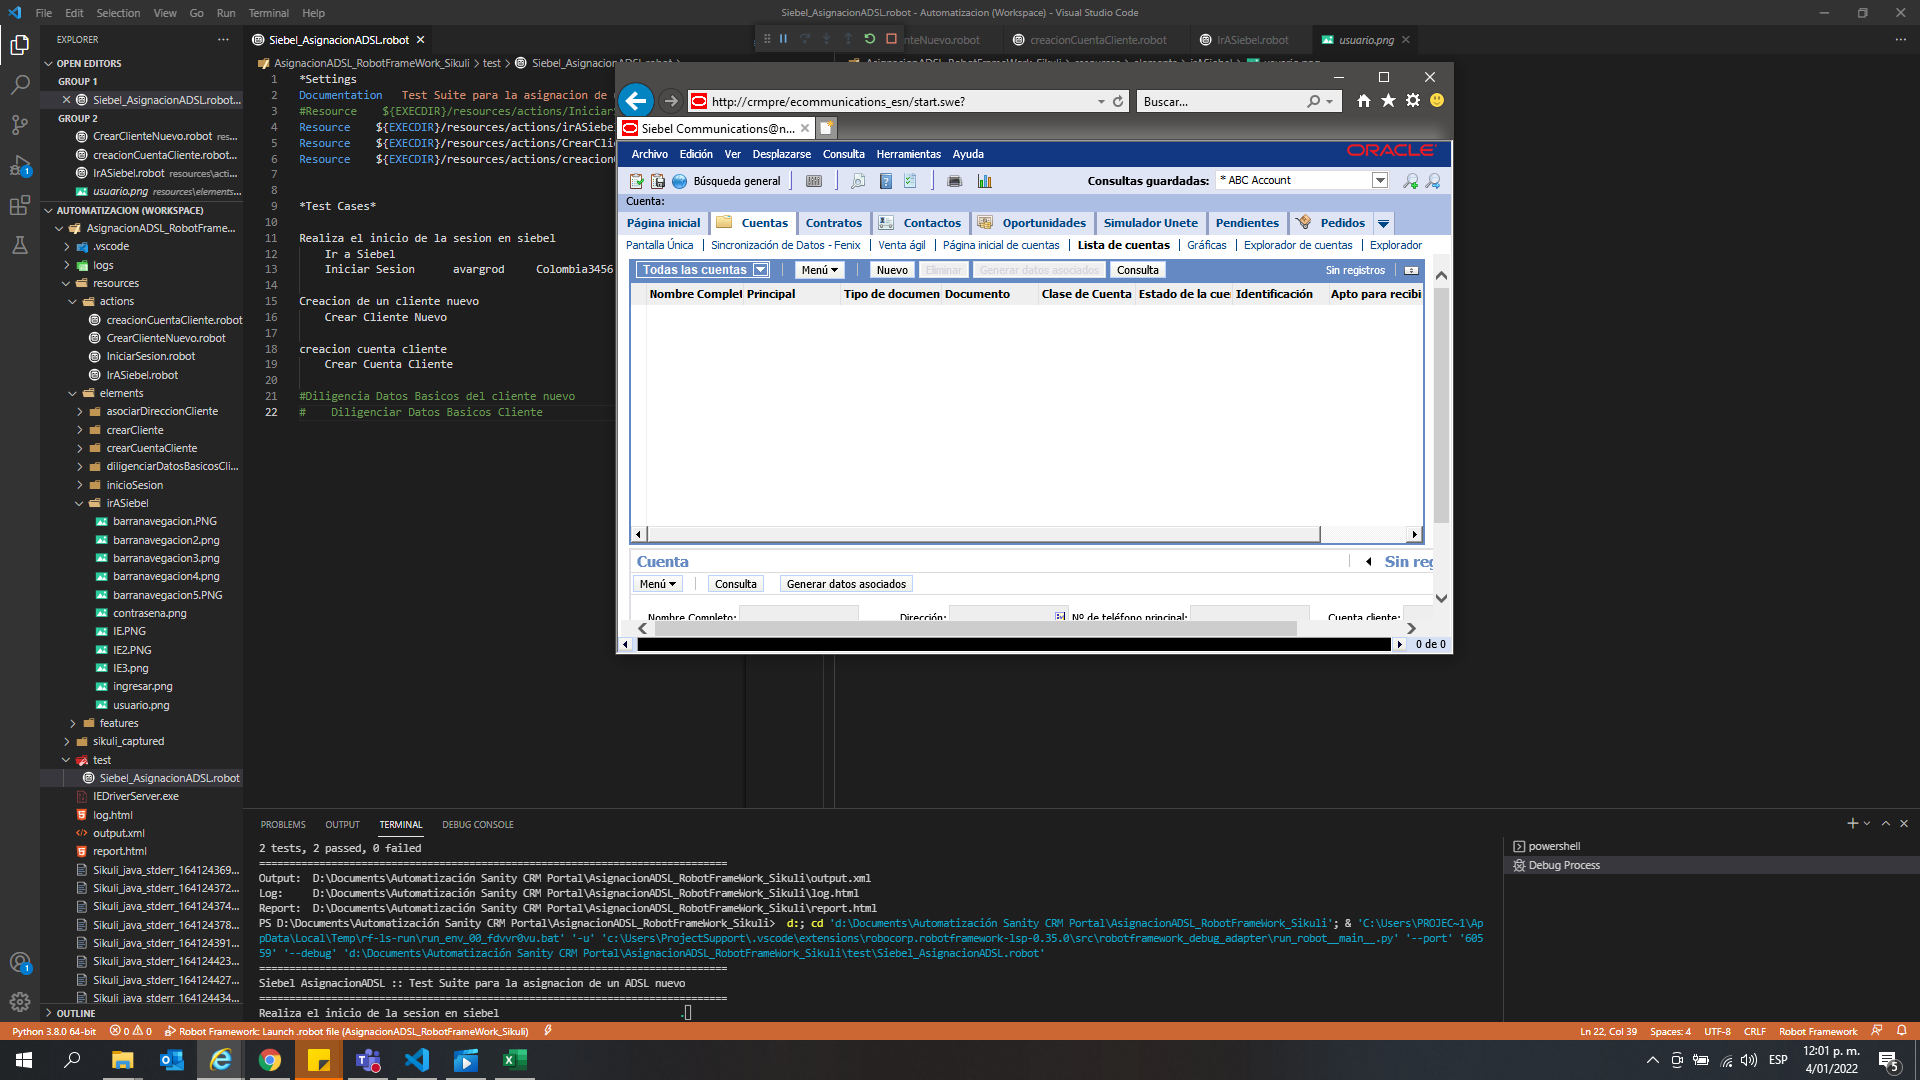 File Edit Selection View Go Run Terminal Help
Siebel_AsignacionADSL.robot - Automatizacion (Workspace) - Visual Studio Code
EXPLORER
OPEN EDITORS
GROUP 1
Siebel_AsignacionADSL.robot...
GROUP 2
CrearClienteNuevo.robot res...
creacionCuentaCliente.robot...
IrASiebel.robot resources\acti...
usuario.png resources\elements...
AUTOMATIZACION (WORKSPACE)
AsignacionADSL_RobotFrame...
.vscode
logs
resources
actions
creacionCuentaCliente.robot
CrearClienteNuevo.robot
IniciarSesion.robot
IrASiebel.robot
elements
asociarDireccionCliente
crearCliente
crearCuentaCliente
diligenciarDatosBasicosCli...
inicioSesion
irASiebel
barranavegacion.PNG
barranavegacion2.png
barranavegacion3.png
barranavegacion4.png
barranavegacion5.PNG
contrasena.png
IE.PNG
IE2.PNG
IE3.png
ingresar.png
usuario.png
features
sikuli_captured
test
Siebel_AsignacionADSL.robot
IEDriverServer.exe
log.html
output.xml
report.html
Sikuli_java_stderr_164124369...
Sikuli_java_stderr_164124372...
Sikuli_java_stderr_164124374...
Sikuli_java_stderr_164124378...
Sikuli_java_stderr_164124391...
Sikuli_java_stderr_164124423...
Sikuli_java_stderr_164124427...
Sikuli_java_stderr_164124434...
OUTLINE
Siebel_AsignacionADSL.robot
enteNuevo.robot creacionCuentaCliente.robot IrASiebel.robot usuario.png
AsignacionADSL_RobotFrameWork_Sikuli > test > Siebel_AsignacionADSL.robot
1 *Settings
2 Documentation Test Suite para la asignacion de
3 #Resource ${EXECDIR}/resources/actions/Iniciar
4 Resource ${EXECDIR}/resources/actions/irASiebel
5 Resource ${EXECDIR}/resources/actions/CrearCli
6 Resource ${EXECDIR}/resources/actions/creacion
7
8
9 *Test Cases*
10
11 Realiza el inicio de la sesion en siebel
12 Ir a Siebel
13 Iniciar Sesion avargrod Colombia3456
14
15 Creacion de un cliente nuevo
16 Crear Cliente Nuevo
17
18 creacion cuenta cliente
19 Crear Cuenta Cliente
20
21 #Diligencia Datos Basicos del cliente nuevo
22 # Diligenciar Datos Basicos Cliente
http://crmpre/ecommunications_esn/start.swe?
Buscar...
Siebel Communications@n...
Archivo Edición Ver Desplazarse Consulta Herramientas Ayuda
ORACLE
Búsqueda general
Consultas guardadas: * ABC Account
Cuenta:
Página inicial Cuentas Contratos Contactos Oportunidades Simulador Unete Pendientes Pedidos
Pantalla Única | Sincronización de Datos - Fenix | Venta ágil | Página inicial de cuentas | Lista de cuentas | Gráficas | Explorador de cuentas | Explorador
Todas las cuentas Menú Nuevo Eliminar Generar datos asociados Consulta Sin registros
Nombre Complet Principal Tipo de documen Documento Clase de Cuenta Estado de la cue Identificación Apto para recibi
Cuenta Sin reg
Menú Consulta Generar datos asociados
Nombre Completo: Dirección: Nº de teléfono principal: Cuenta cliente:
0 de 0
PROBLEMS OUTPUT TERMINAL DEBUG CONSOLE
2 tests, 2 passed, 0 failed
==============================================================================
Output: D:\Documents\Automatización Sanity CRM Portal\AsignacionADSL_RobotFrameWork_Sikuli\output.xml
Log: D:\Documents\Automatización Sanity CRM Portal\AsignacionADSL_RobotFrameWork_Sikuli\log.html
Report: D:\Documents\Automatización Sanity CRM Portal\AsignacionADSL_RobotFrameWork_Sikuli\report.html
PS D:\Documents\Automatización Sanity CRM Portal\AsignacionADSL_RobotFrameWork_Sikuli> d:; cd 'd:\Documents\Automatización Sanity CRM Portal\AsignacionADSL_RobotFrameWork_Sikuli'; & 'C:\Users\PROJEC~1\Ap
pData\Local\Temp\rf-ls-run\run_env_00_fdvvr0vu.bat' '-u' 'c:\Users\ProjectSupport\.vscode\extensions\robocorp.robotframework-lsp-0.35.0\src\robotframework_debug_adapter\run_robot__main__.py' '--port' '605
59' '--debug' 'd:\Documents\Automatización Sanity CRM Portal\AsignacionADSL_RobotFrameWork_Sikuli\test\Siebel_AsignacionADSL.robot'
==============================================================================
Siebel AsignacionADSL :: Test Suite para la asignacion de un ADSL nuevo
==============================================================================
Realiza el inicio de la sesion en siebel .
powershell
Debug Process
Python 3.8.0 64-bit 0 0 Robot Framework: Launch .robot file (AsignacionADSL_RobotFrameWork_Sikuli)
Ln 22, Col 39 Spaces: 4 UTF-8 CRLF Robot Framework
ESP
12:01 p. m.
4/01/2022
5